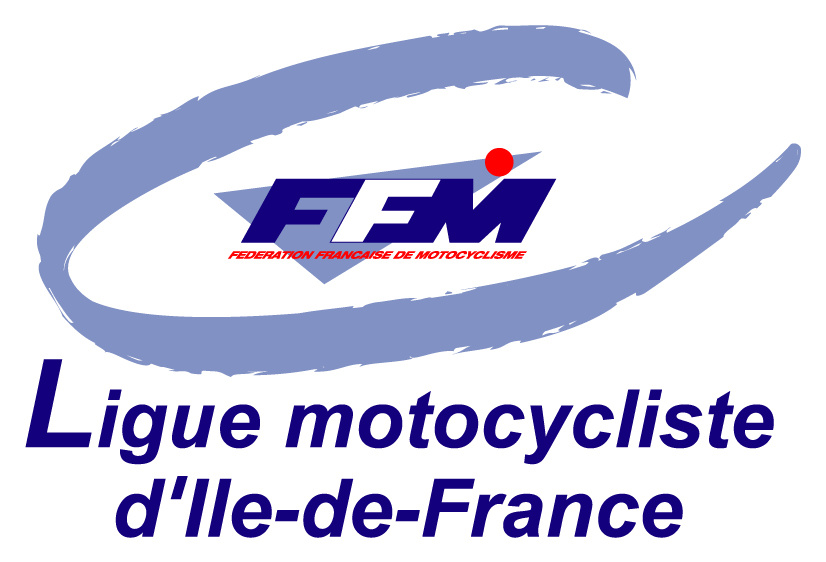 FFM
FEDERATION FRANCAISE DE MOTOCYCLISME
Ligue motocycliste
d'Ile-de-France